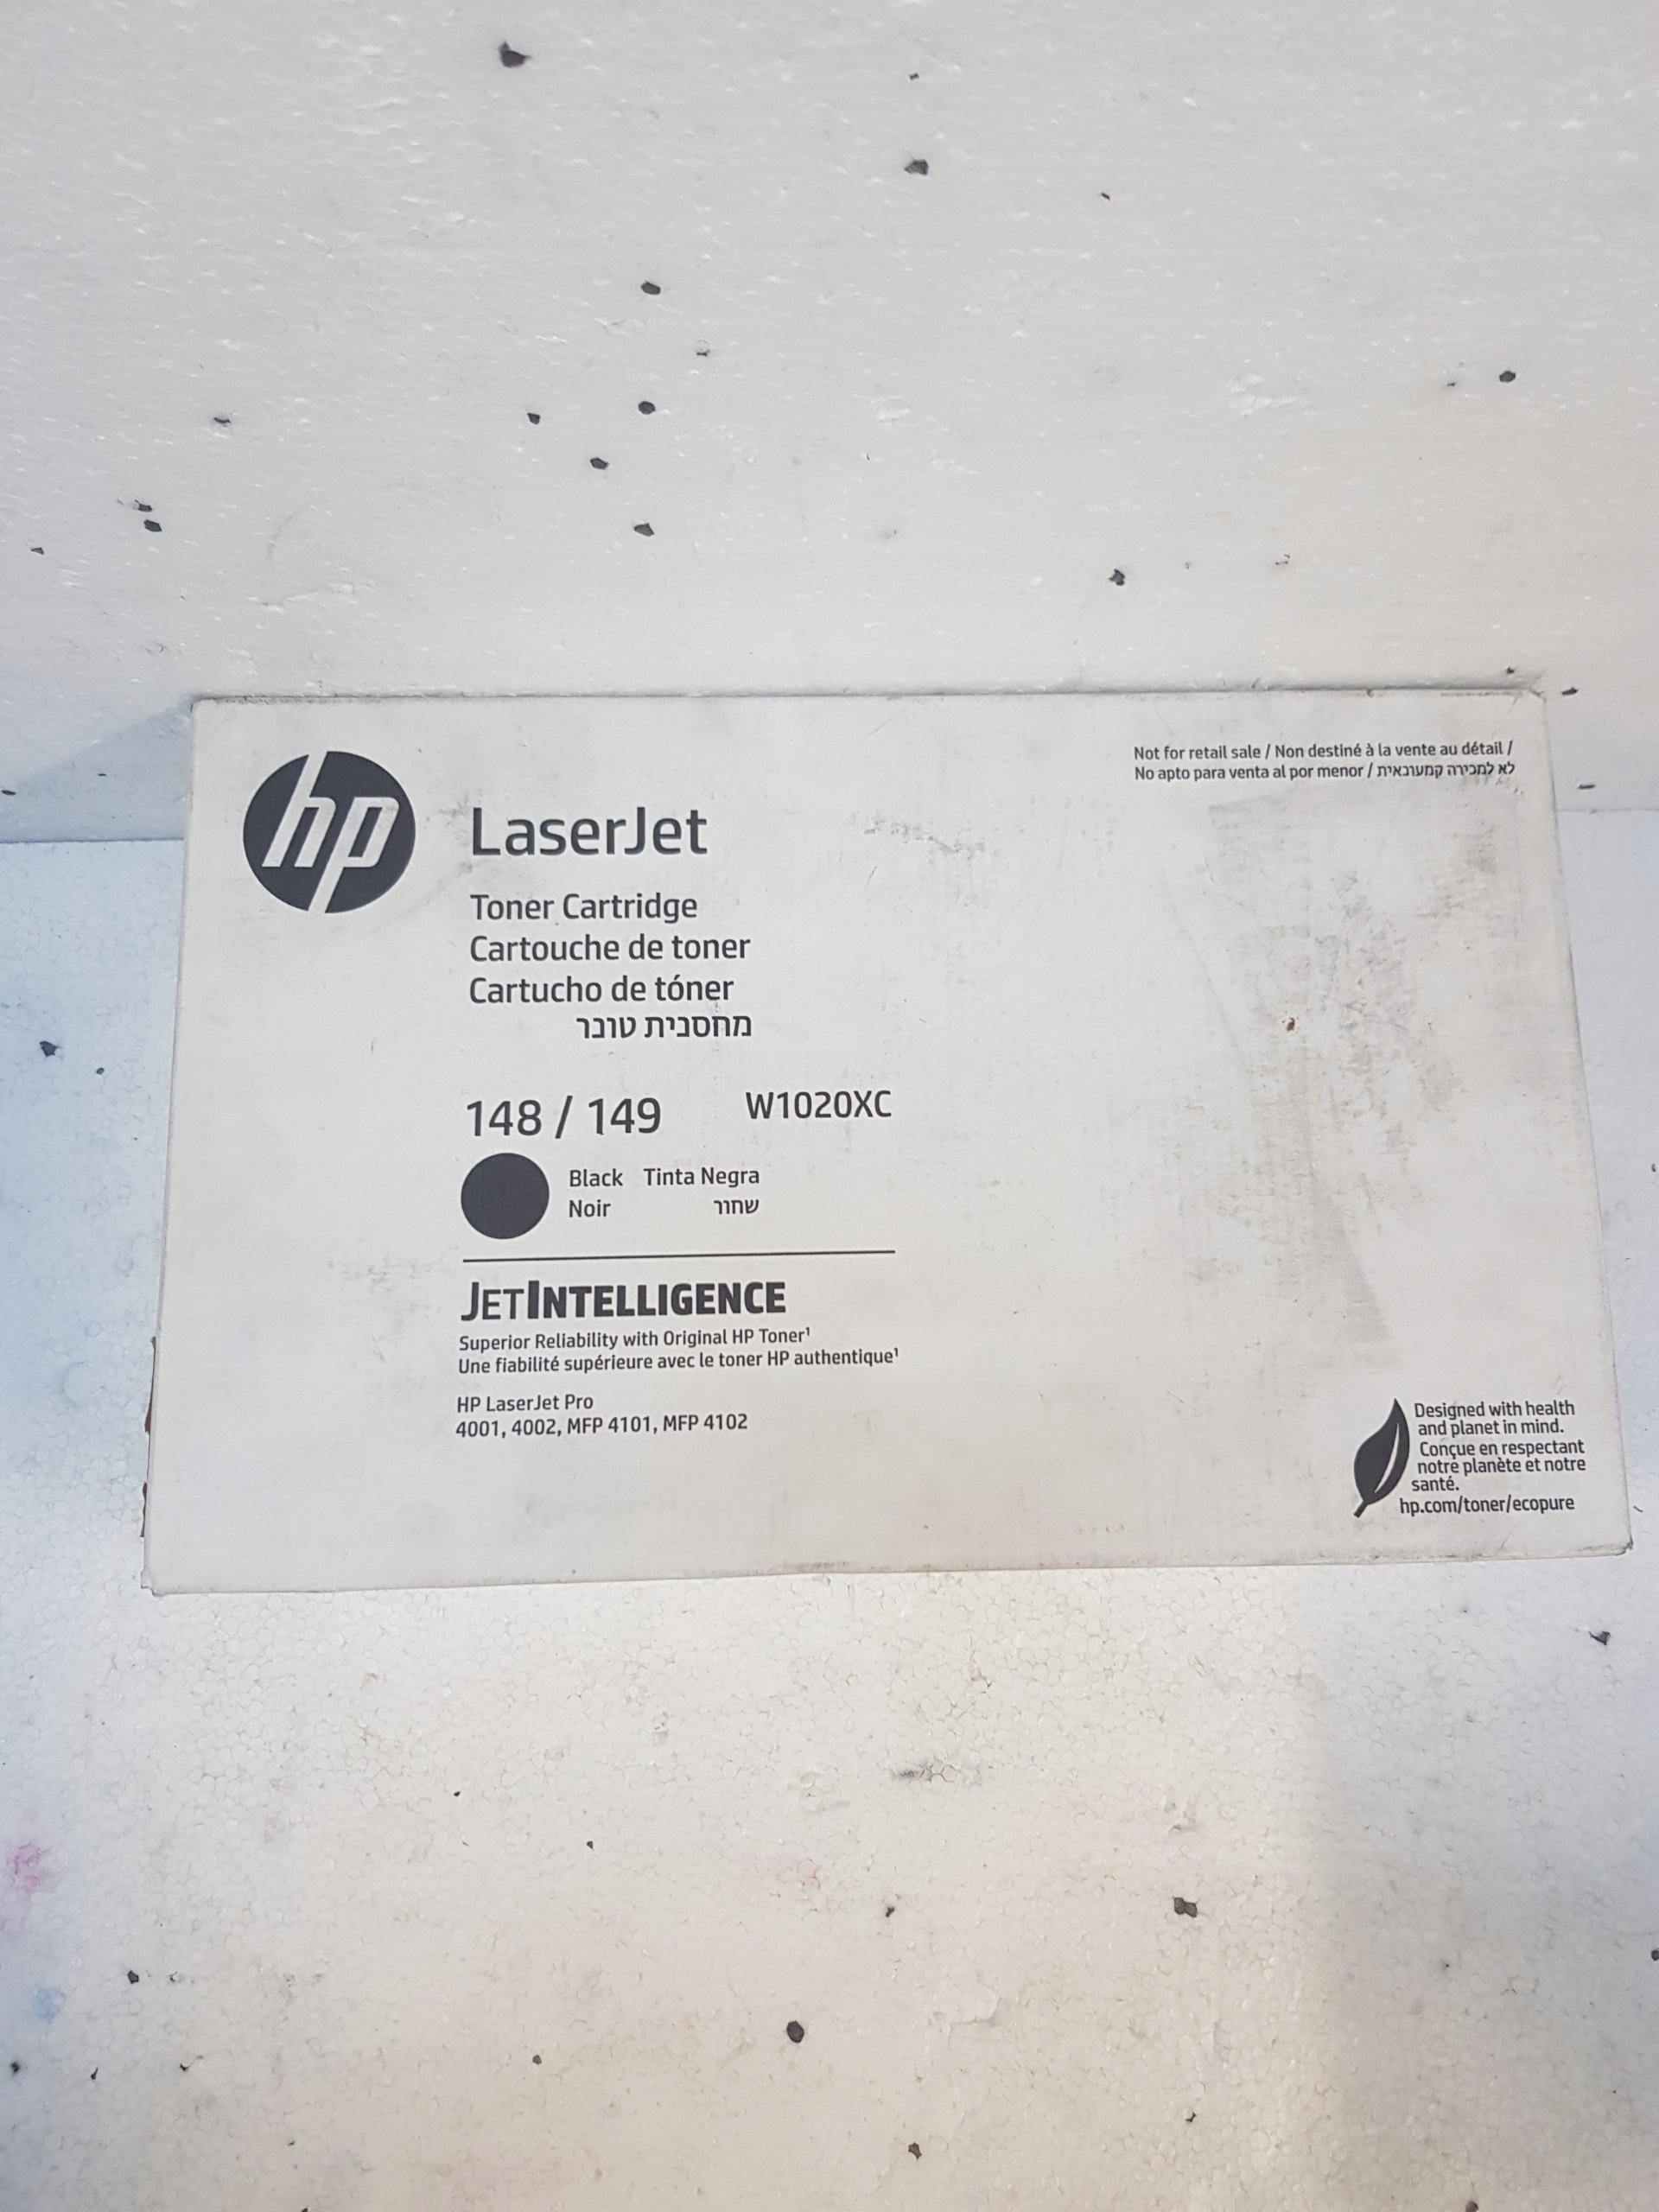 Not for retail sale / Non destiné à la vente au détail /
No apto para venta al por menor / לא למכירה קמעונאית
hp
LaserJet
Toner Cartridge
Cartouche de toner
Cartucho de tóner
מחסנית טונר
148 / 149 W1020XC
Black Tinta Negra
Noir שחור
JETINTELLIGENCE
Superior Reliability with Original HP Toner¹
Une fiabilité supérieure avec le toner HP authentique¹
HP LaserJet Pro
4001, 4002, MFP 4101, MFP 4102
Designed with health
and planet in mind.
Conçue en respectant
notre planète et notre
santé.
hp.com/toner/ecopure